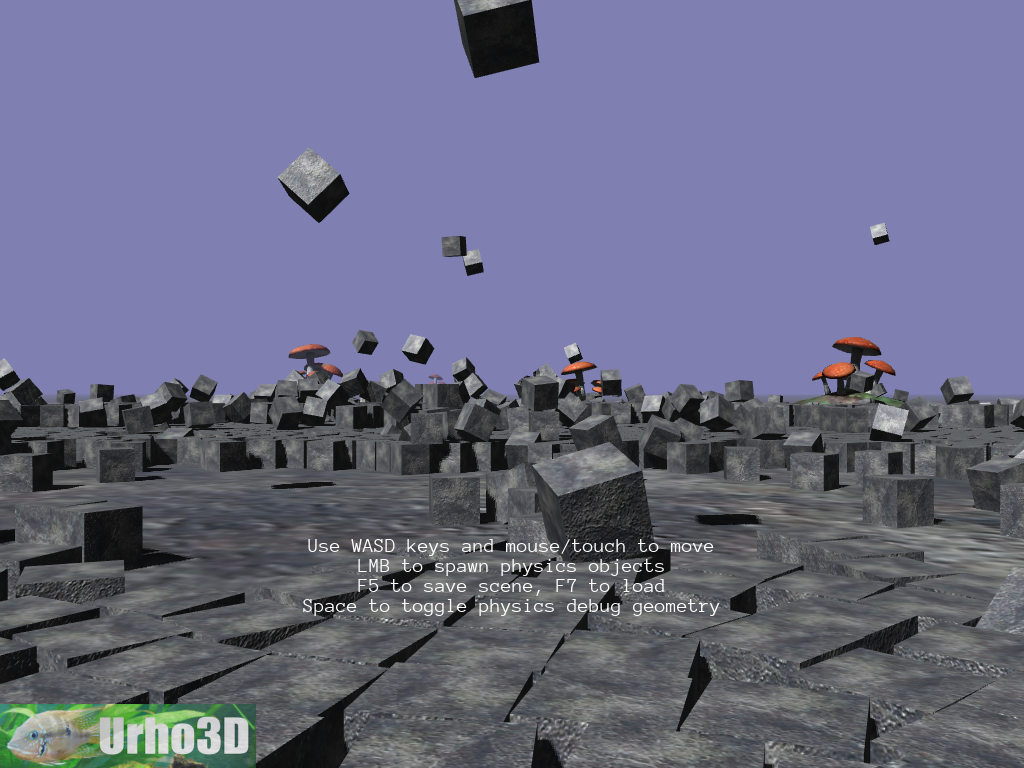 Use WASD keys and mouse/touch to move
LMB to spawn physics objects
F5 to save scene, F7 to load
Space to toggle physics debug geometry
Urho3D